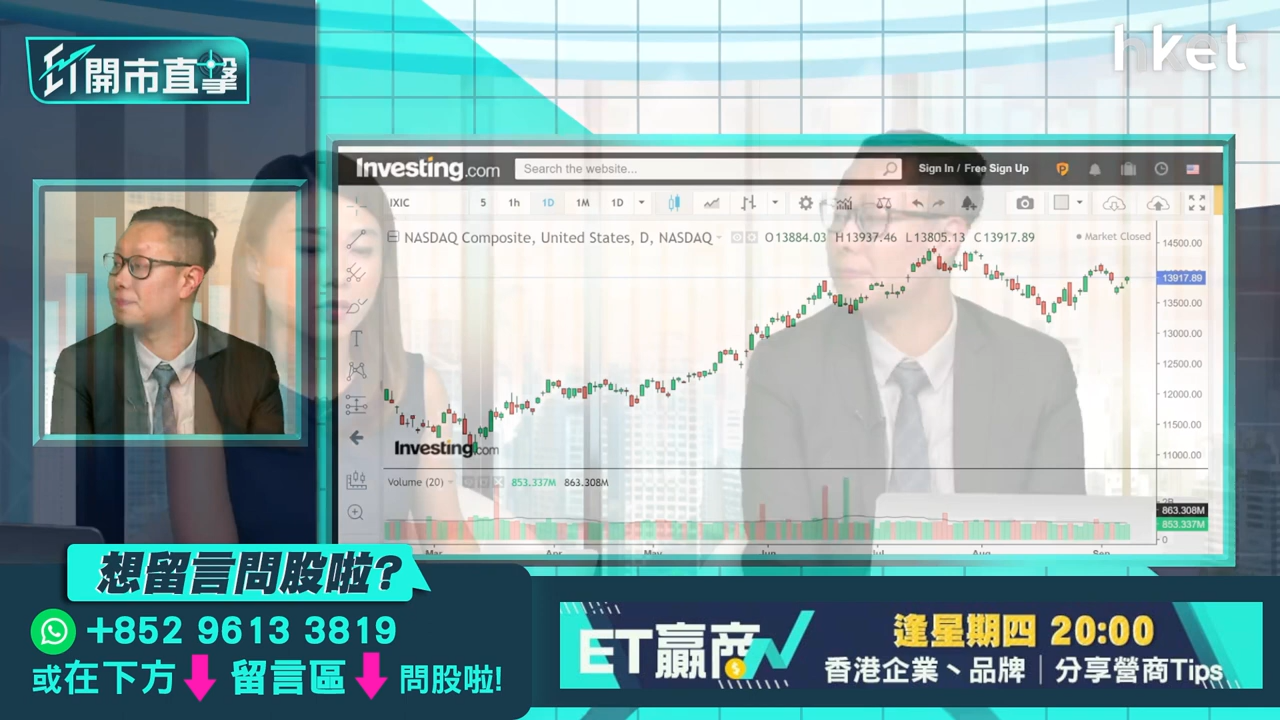 ET開市直擊
hket
Investing.com
Search the website...
Sign In / Free Sign Up
IXIC
5
1h
1D
1M
1D
NASDAQ Composite, United States, D, NASDAQ
O13884.03 H13937.46 L13805.13 C13917.89
Market Closed
14500.00
13917.89
13500.00
13000.00
12500.00
12000.00
11500.00
11000.00
Investing.com
Volume (20)
853.337M
863.308M
2B
863.308M
853.337M
0
Mar
Apr
May
Jun
Jul
Aug
Sep
想留言問股啦?
+852 9613 3819
或在下方
留言區
問股啦!
ET贏商
逢星期四 20:00
香港企業、品牌｜分享營商Tips